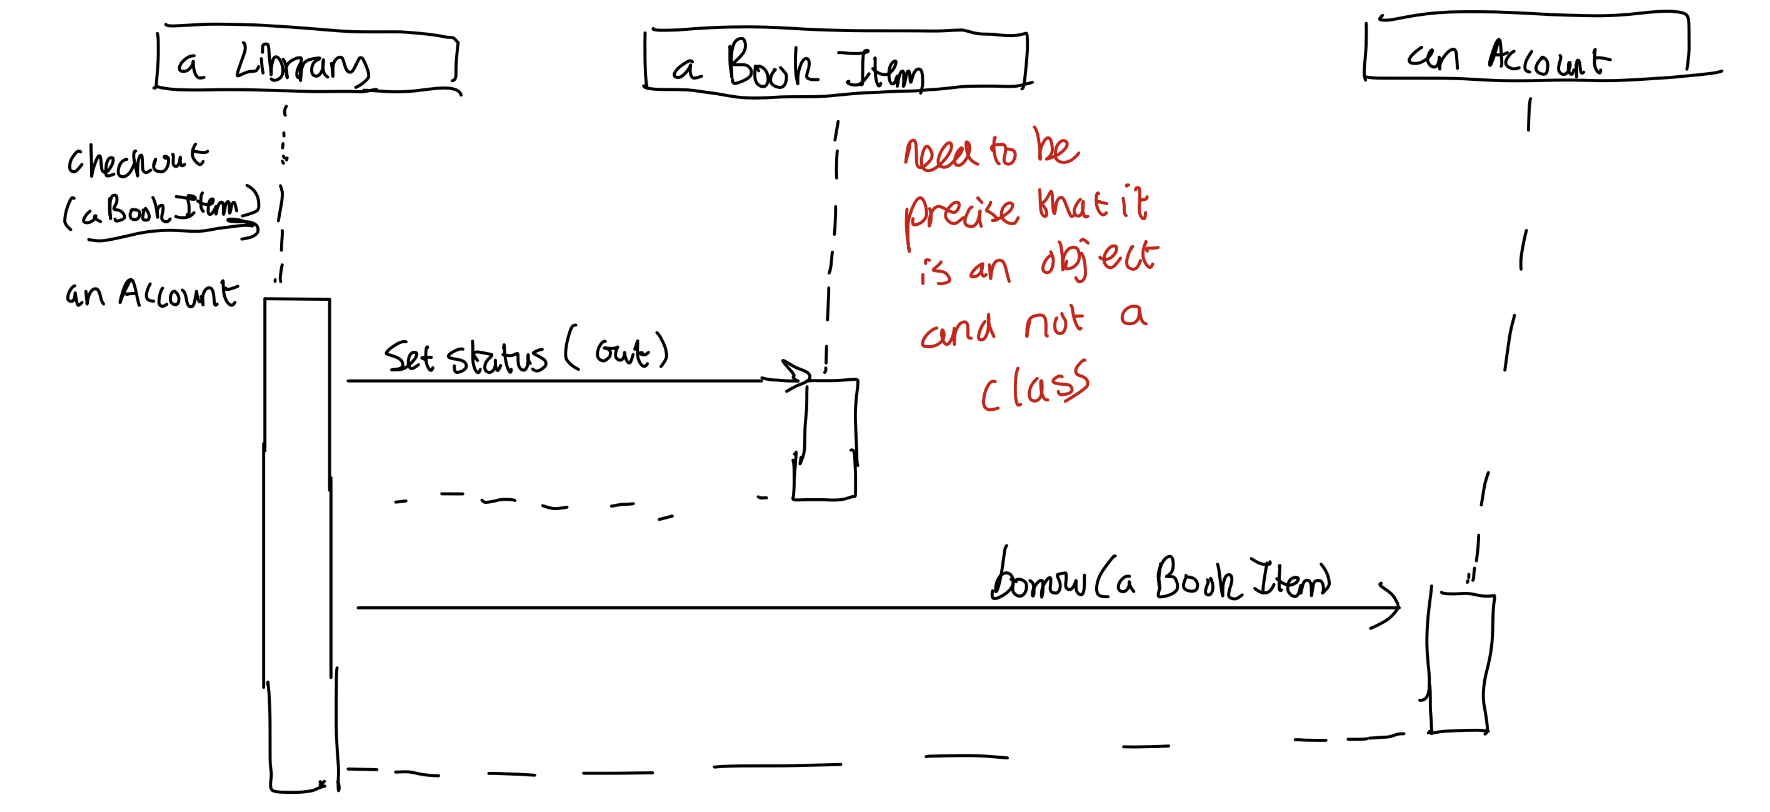 a Library
a Book Item
an Account
checkout
(a Book Item)
an Account
need to be
precise that it
is an object
and not a
class
Set status (out)
borrow (a Book Item)